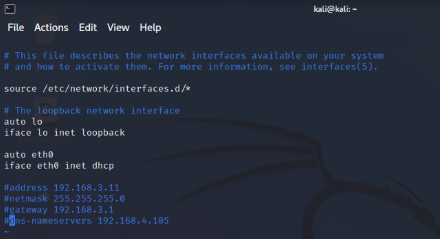 kali@kali: ~
File Actions Edit View Help
# This file describes the network interfaces available on your system
# and how to activate them. For more information, see interfaces(5).
source /etc/network/interfaces.d/*
# The loopback network interface
auto lo
iface lo inet loopback
auto eth0
iface eth0 inet dhcp
#address 192.168.3.11
#netmask 255.255.255.0
#gateway 192.168.3.1
#dns-nameservers 192.168.4.105
~